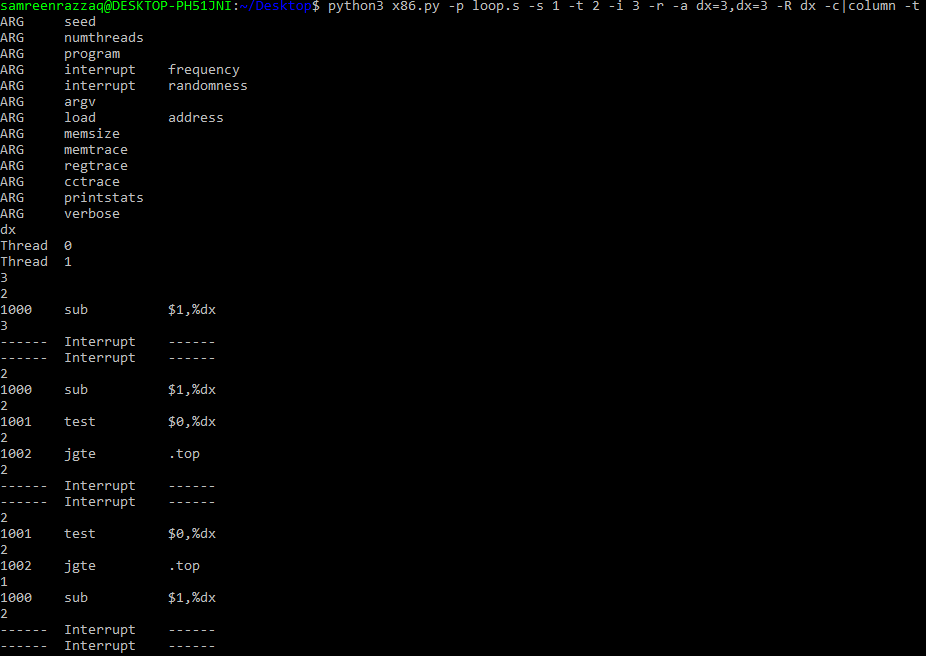 samreenrazzaq@DESKTOP-PH51JNI:~/Desktop$ python3 x86.py -p loop.s -s 1 -t 2 -i 3 -r -a dx=3,dx=3 -R dx -c|column -t
ARG seed
ARG numthreads
ARG program
ARG interrupt frequency
ARG interrupt randomness
ARG argv
ARG load address
ARG memsize
ARG memtrace
ARG regtrace
ARG cctrace
ARG printstats
ARG verbose
dx
Thread 0
Thread 1
3
2
1000 sub $1,%dx
3
------ Interrupt ------
------ Interrupt ------
2
1000 sub $1,%dx
2
1001 test $0,%dx
2
1002 jgte .top
2
------ Interrupt ------
------ Interrupt ------
2
1001 test $0,%dx
2
1002 jgte .top
1
1000 sub $1,%dx
2
------ Interrupt ------
------ Interrupt ------